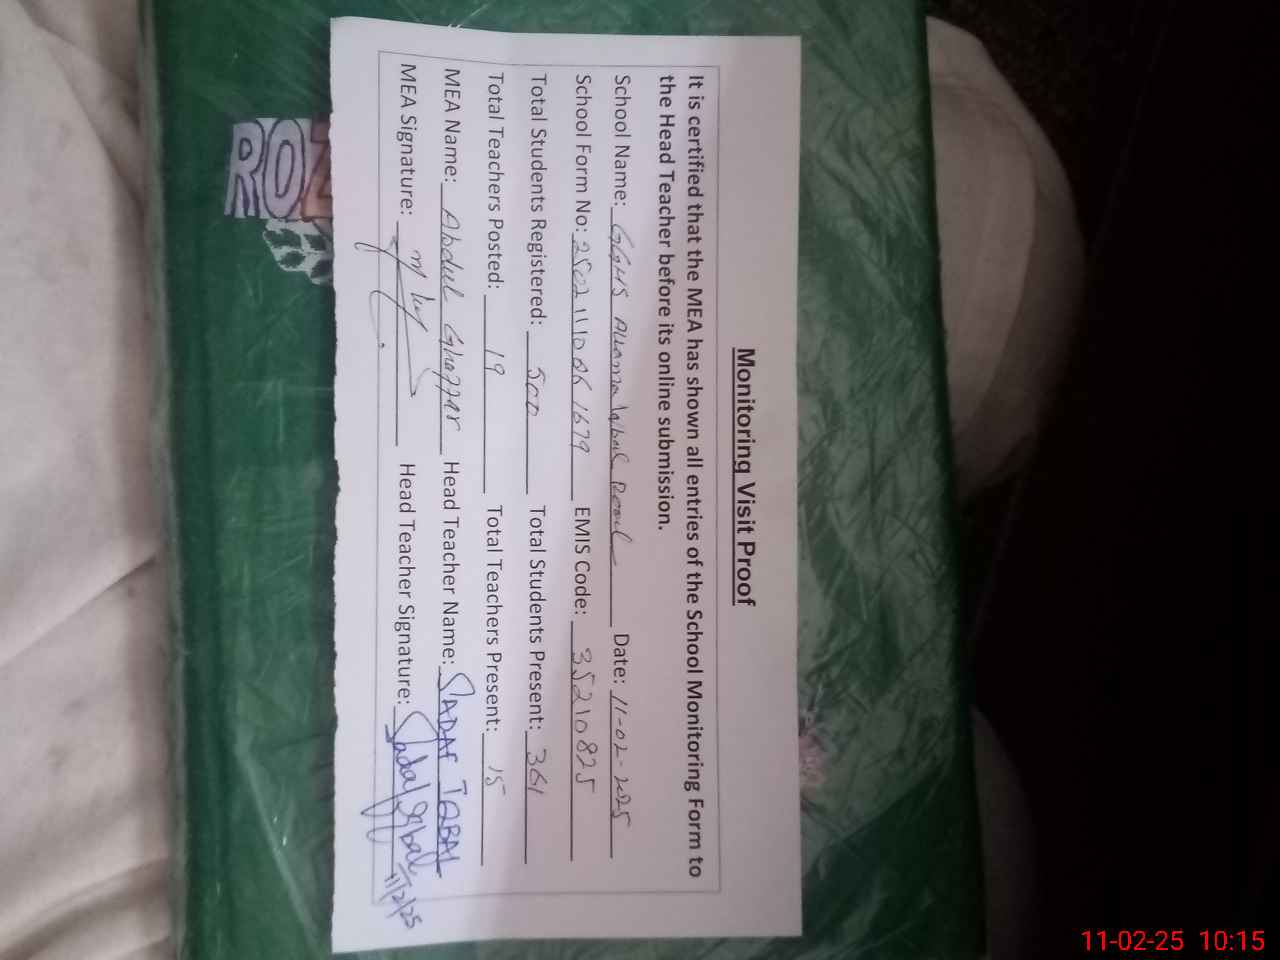 Monitoring Visit Proof
It is certified that the MEA has shown all entries of the School Monitoring Form to
the Head Teacher before its online submission.
School Name: GGHS Allama Iqbal Road Date: 11-02-2025
School Form No: 25021110061679 EMIS Code: 35210825
Total Students Registered: 500 Total Students Present: 361
Total Teachers Posted: 19 Total Teachers Present: 15
MEA Name: Abdul Ghaffar Head Teacher Name: SADAF IQBAL
MEA Signature: Head Teacher Signature: Sadaf Iqbal
11/2/25
ROZ
11-02-25 10:15